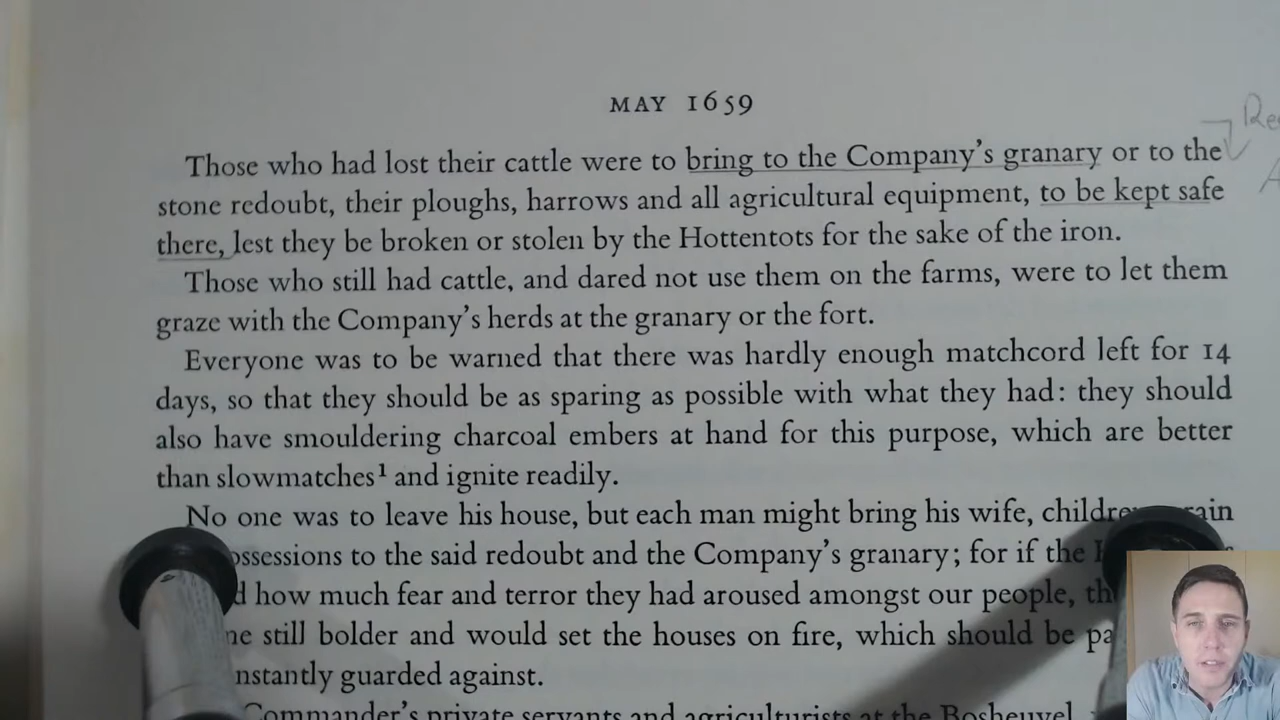 MAY 1659
Those who had lost their cattle were to bring to the Company's granary or to the
stone redoubt, their ploughs, harrows and all agricultural equipment, to be kept safe
there, lest they be broken or stolen by the Hottentots for the sake of the iron.
Those who still had cattle, and dared not use them on the farms, were to let them
graze with the Company's herds at the granary or the fort.
Everyone was to be warned that there was hardly enough matchcord left for 14
days, so that they should be as sparing as possible with what they had: they should
also have smouldering charcoal embers at hand for this purpose, which are better
than slowmatches¹ and ignite readily.
No one was to leave his house, but each man might bring his wife,
to the said redoubt and the Company's granary; for if the
how much fear and terror they had aroused amongst our people,
still bolder and would set the houses on fire, which should be
guarded against.
Commander's private servants and agriculturists at the Bosheuvel,